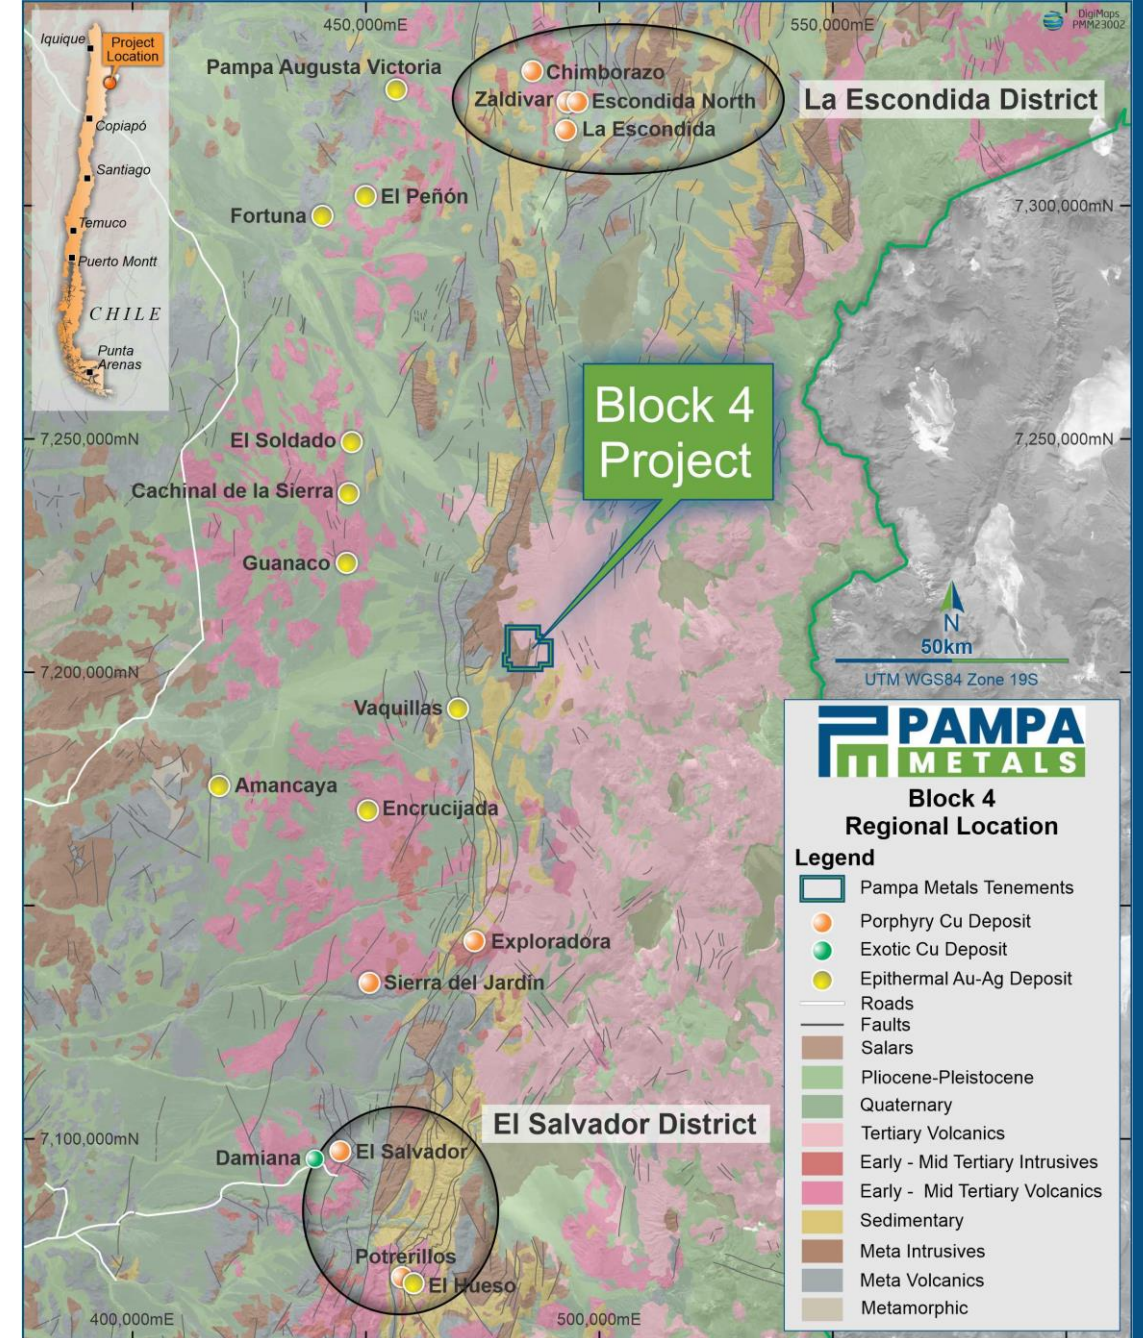 450,000mE
550,000mE
DigiMaps
PMM23002
Iquique
Project
Location
Copiapó
Santiago
Temuco
Puerto Montt
CHILE
Punta
Arenas
Pampa Augusta Victoria
Chimborazo
Zaldivar
Escondida North
La Escondida
La Escondida District
El Peñón
Fortuna
7,300,000mN
Block 4
Project
7,250,000mN
El Soldado
7,250,000mN
Cachinal de la Sierra
Guanaco
N
50km
UTM WGS84 Zone 19S
7,200,000mN
Vaquillas
Amancaya
Encrucijada
Exploradora
Sierra del Jardín
El Salvador District
7,100,000mN
Damiana
El Salvador
Potrerillos
El Hueso
400,000mE
500,000mE
PAMPA
METALS
Block 4
Regional Location
Legend
Pampa Metals Tenements
Porphyry Cu Deposit
Exotic Cu Deposit
Epithermal Au-Ag Deposit
Roads
Faults
Salars
Pliocene-Pleistocene
Quaternary
Tertiary Volcanics
Early - Mid Tertiary Intrusives
Early - Mid Tertiary Volcanics
Sedimentary
Meta Intrusives
Meta Volcanics
Metamorphic